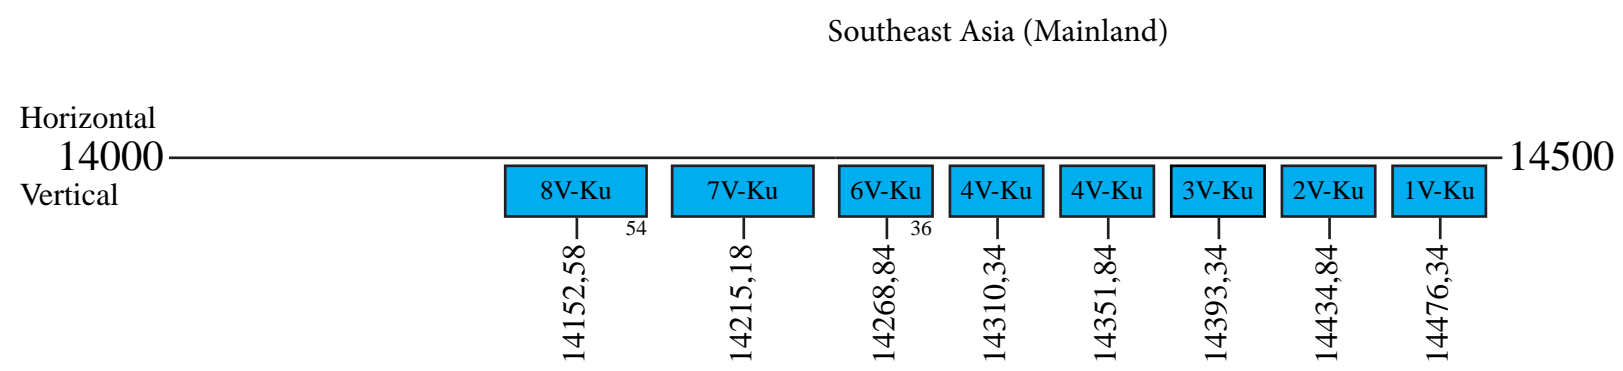 Southeast Asia (Mainland)
Horizontal
14000
14500
Vertical
8V-Ku
7V-Ku
6V-Ku
4V-Ku
4V-Ku
3V-Ku
2V-Ku
1V-Ku
54
36
14152,58
14215,18
14268,84
14310,34
14351,84
14393,34
14434,84
14476,34